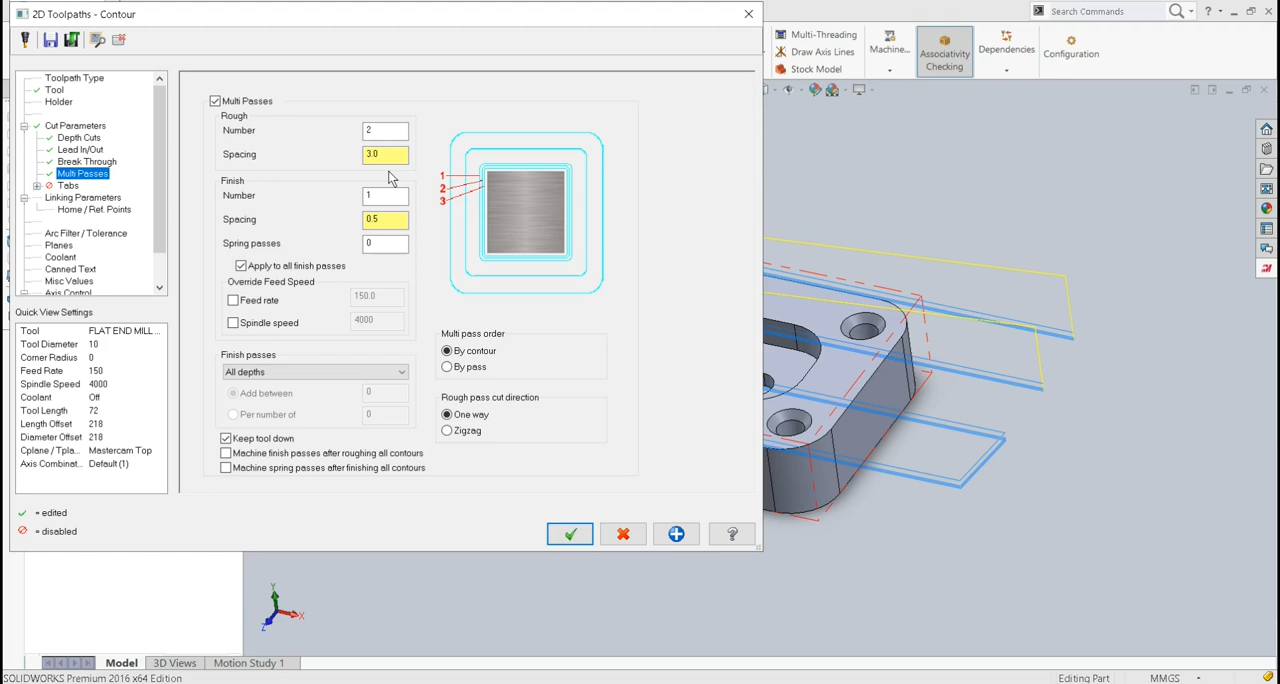 2D Toolpaths - Contour
Search Commands
Multi-Threading
Draw Axis Lines
Stock Model
Machine...
Associativity
Checking
Dependencies
Configuration
Toolpath Type
Tool
Holder
Cut Parameters
Depth Cuts
Lead In/Out
Break Through
Multi Passes
Tabs
Linking Parameters
Home / Ref. Points
Arc Filter / Tolerance
Planes
Coolant
Canned Text
Misc Values
Axis Control
Quick View Settings
Tool FLAT END MILL ...
Tool Diameter 10
Corner Radius 0
Feed Rate 150
Spindle Speed 4000
Coolant Off
Tool Length 72
Length Offset 218
Diameter Offset 218
Cplane / Tpla... Mastercam Top
Axis Combinat... Default (1)
= edited
= disabled
Multi Passes
Rough
Number 2
Spacing 3.0
Finish
Number 1
Spacing 0.5
Spring passes 0
Apply to all finish passes
Override Feed Speed
Feed rate 150.0
Spindle speed 4000
Finish passes
All depths
Add between 0
Per number of 0
Keep tool down
Machine finish passes after roughing all contours
Machine spring passes after finishing all contours
1
2
3
Multi pass order
By contour
By pass
Rough pass cut direction
One way
Zigzag
Y
X
Z
Model
3D Views
Motion Study 1
SOLIDWORKS Premium 2016 x64 Edition
Editing Part
MMGS